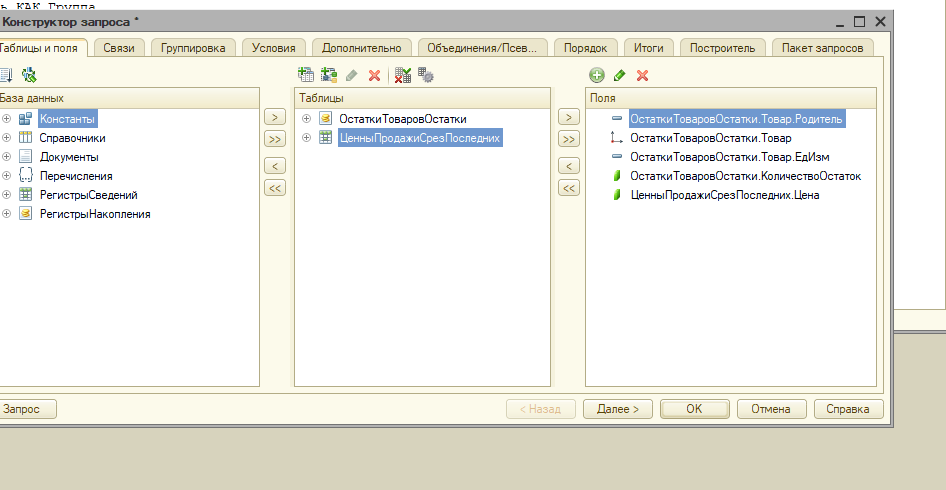 ь КАК Группа
Конструктор запроса *
Таблицы и поля
Связи
Группировка
Условия
Дополнительно
Объединения/Псев...
Порядок
Итоги
Построитель
Пакет запросов
База данных
Таблицы
Поля
Константы
Справочники
Документы
Перечисления
РегистрыСведений
РегистрыНакопления
>
>>
<
<<
ОстаткиТоваровОстатки
ЦенныПродажиСрезПоследних
>
>>
<
<<
ОстаткиТоваровОстатки.Товар.Родитель
ОстаткиТоваровОстатки.Товар
ОстаткиТоваровОстатки.Товар.ЕдИзм
ОстаткиТоваровОстатки.КоличествоОстаток
ЦенныПродажиСрезПоследних.Цена
Запрос
< Назад
Далее >
OK
Отмена
Справка